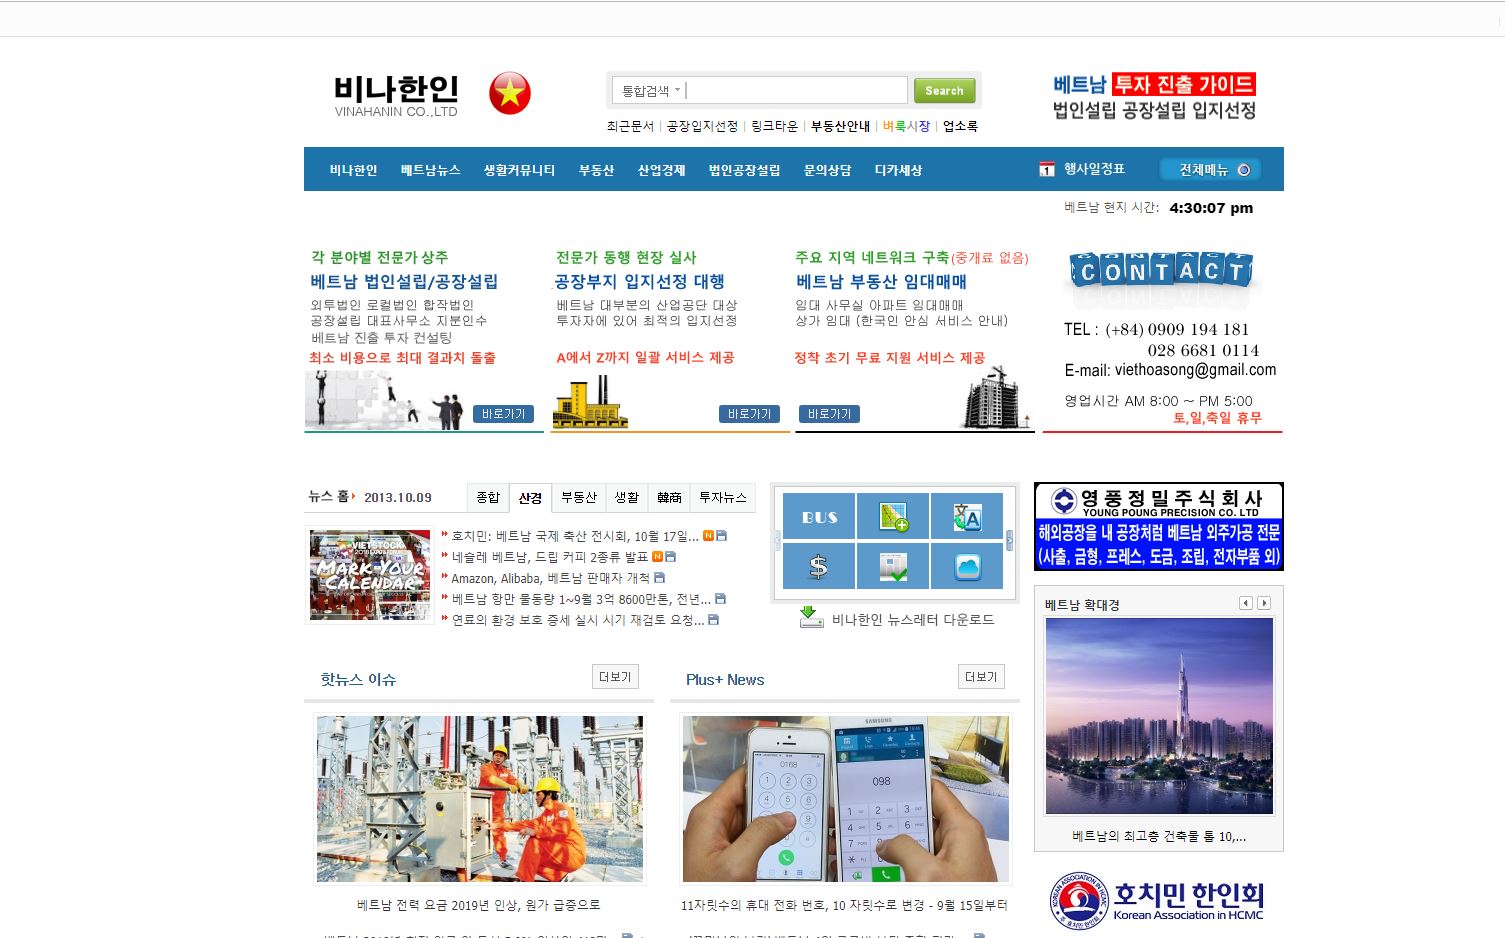 비나한인
VINAHANIN CO.,LTD
통합검색
Search
최근문서 | 공장입지선정 | 링크타운 | 부동산안내 | 벼룩시장 | 업소록
베트남 투자 진출 가이드
법인설립 공장설립 입지선정
비나한인 베트남뉴스 생활커뮤니티 부동산 산업경제 법인공장설립 문의상담 디카세상
1 행사일정표 전체메뉴
베트남 현지 시간: 4:30:07 pm
각 분야별 전문가 상주
베트남 법인설립/공장설립
외투법인 로컬법인 합작법인
공장설립 대표사무소 지분인수
베트남 진출 투자 컨설팅
최소 비용으로 최대 결과치 돌출
바로가기
전문가 동행 현장 실사
공장부지 입지선정 대행
베트남 대부분의 산업공단 대상
투자자에 있어 최적의 입지선정
A에서 Z까지 일괄 서비스 제공
바로가기
주요 지역 네트워크 구축(중개료 없음)
베트남 부동산 임대매매
임대 사무실 아파트 임대매매
상가 임대 (한국인 안심 서비스 안내)
정착 초기 무료 지원 서비스 제공
바로가기
CONTACT
TEL : (+84) 0909 194 181
028 6681 0114
E-mail: viethoasong@gmail.com
영업시간 AM 8:00 ~ PM 5:00
토,일,축일 휴무
뉴스 홈 2013.10.09
종합 산경 부동산 생활 韓商 투자뉴스
VIETSTOCK
2018 EXPO & FORUM
MARK YOUR
CALENDAR
호치민: 베트남 국제 축산 전시회, 10월 17일... N
네슬레 베트남, 드립 커피 2종류 발표 N
Amazon, Alibaba, 베트남 판매자 개척
베트남 항만 물동량 1~9월 3억 8600만톤, 전년...
연료의 환경 보호 증세 실시 시기 재검토 요청...
BUS
비나한인 뉴스레터 다운로드
영풍정밀주식회사
YOUNG POUNG PRECISION CO. LTD
해외공장을 내 공장처럼 베트남 외주가공 전문
(사출, 금형, 프레스, 도금, 조립, 전자부품 외)
베트남 확대경
베트남의 최고층 건축물 톱 10,...
핫뉴스 이슈 더보기
베트남 전력 요금 2019년 인상, 원가 급증으로
Plus+ News 더보기
SAMSUNG
0168
098
11자릿수의 휴대 전화 번호, 10 자릿수로 변경 - 9월 15일부터
호치민 한인회
Korean Association in HCMC